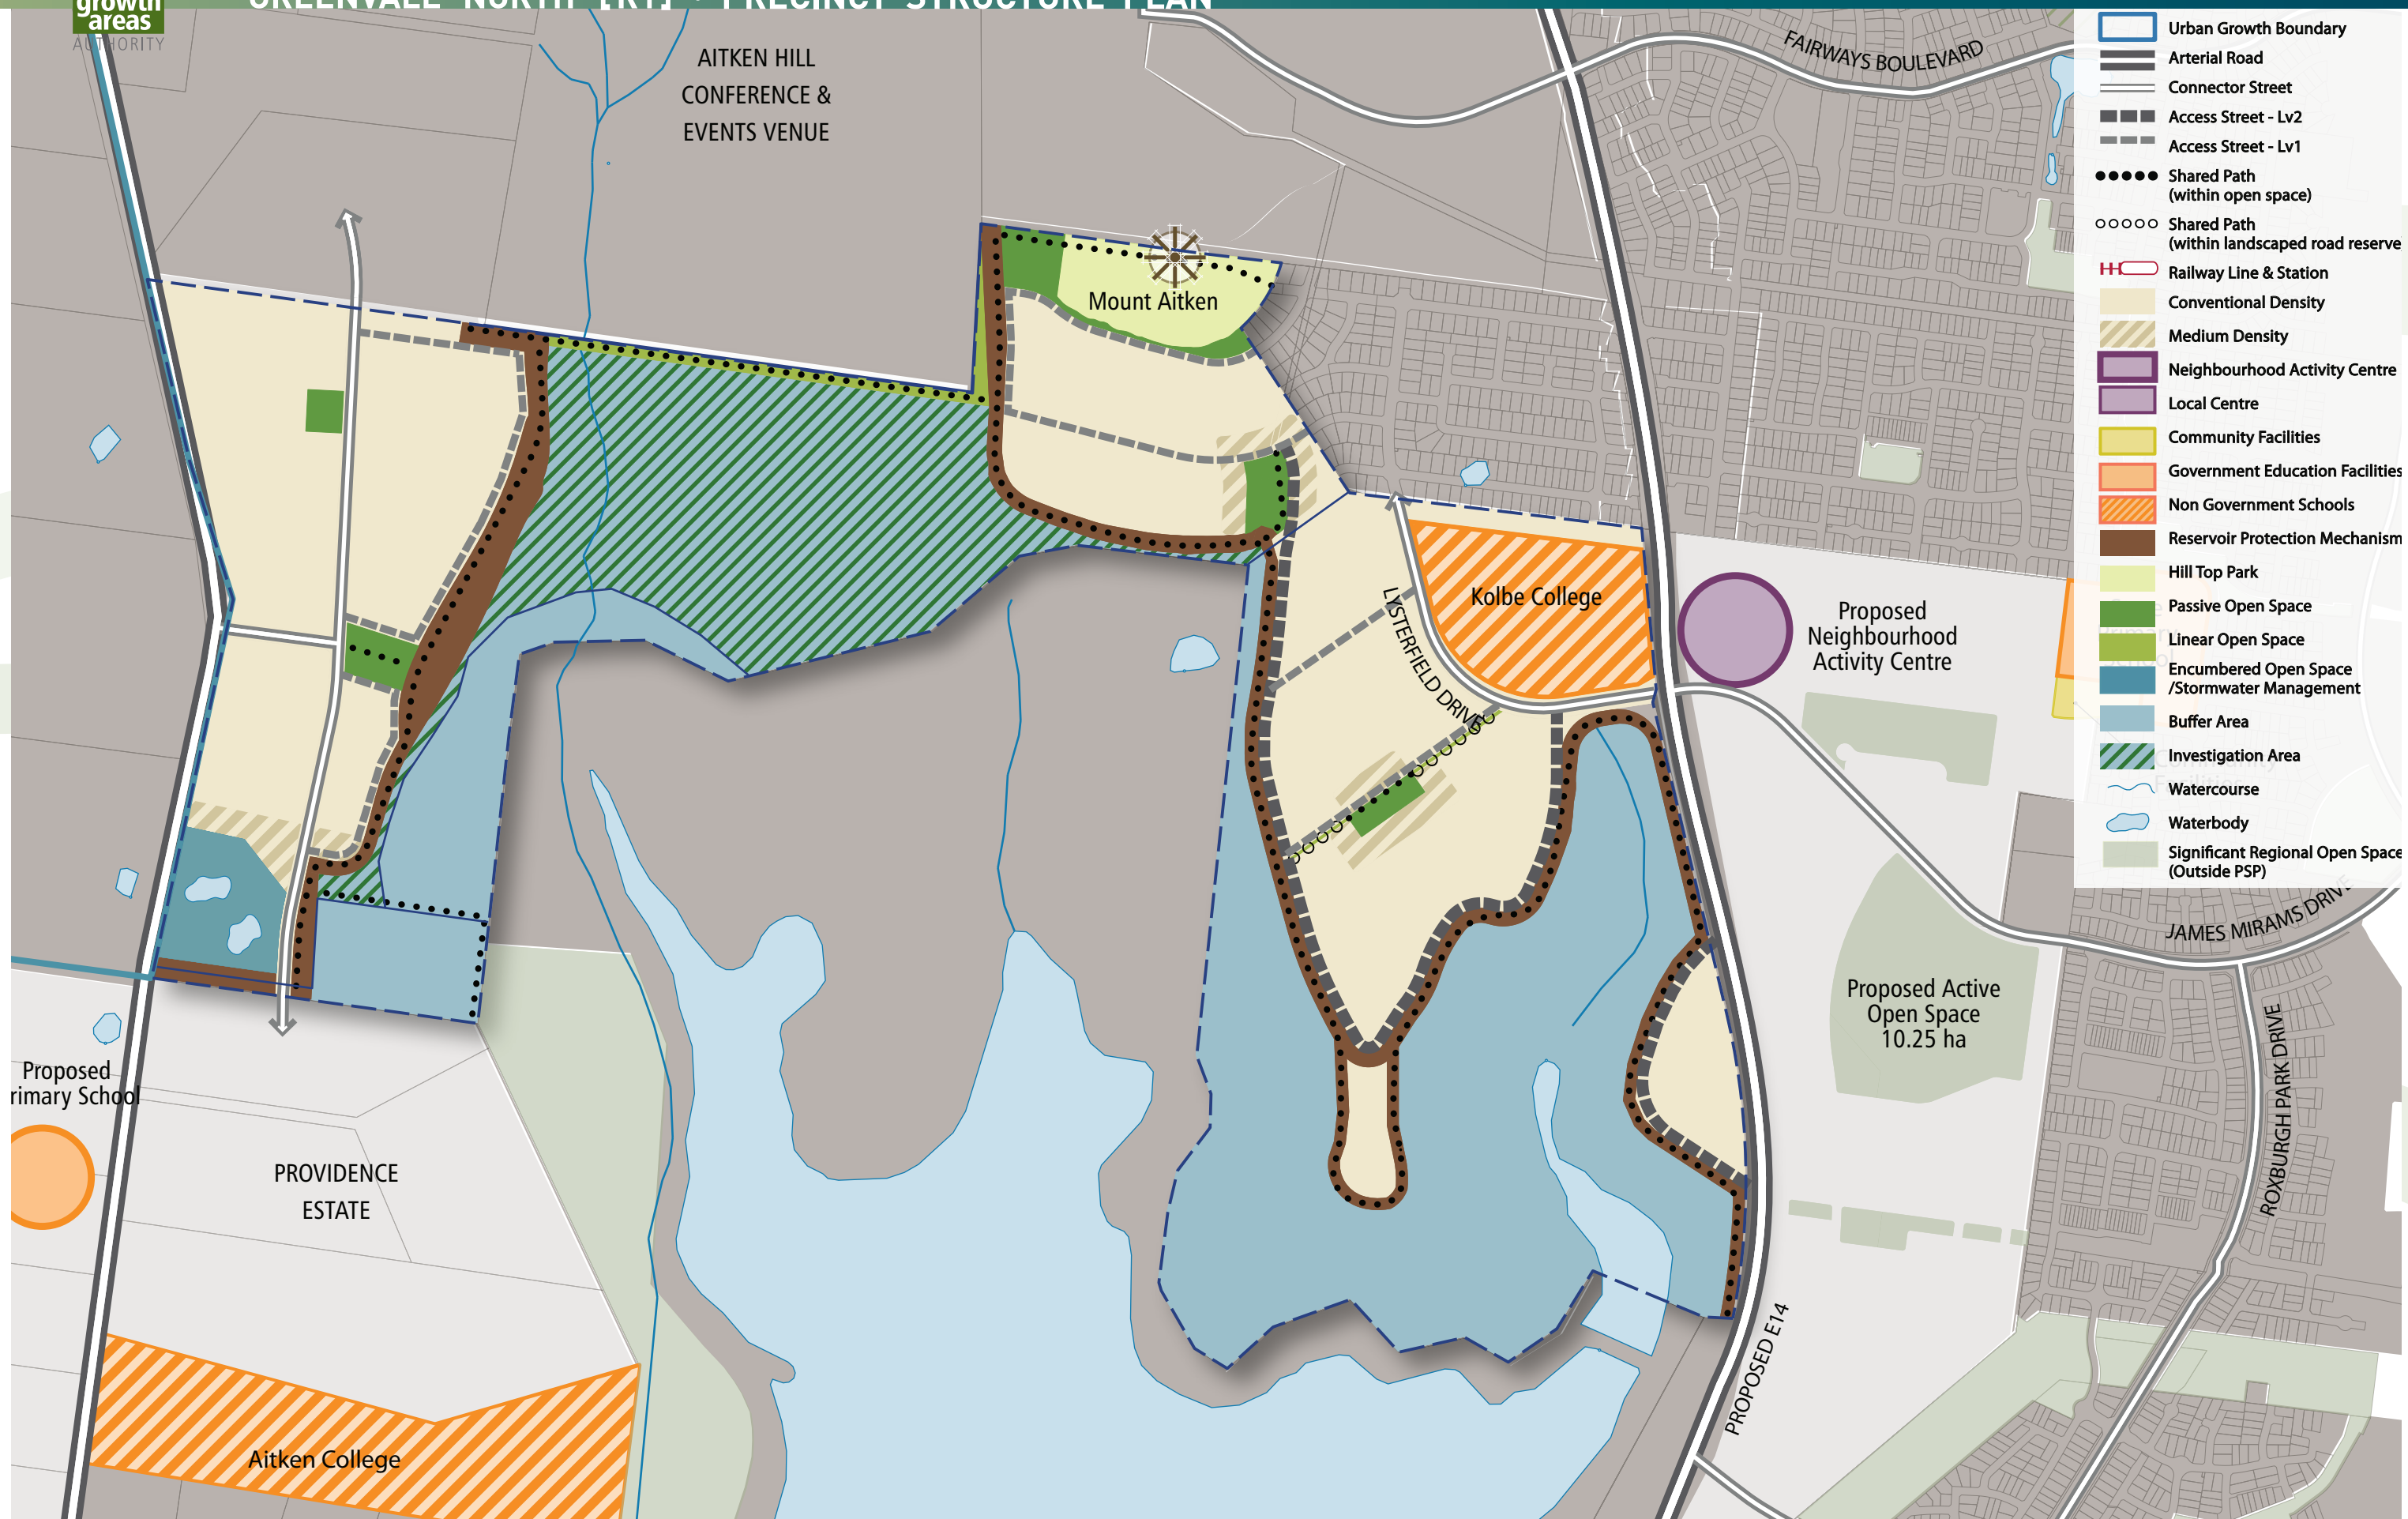 GREENVALE NORTH [R1] - PRECINCT STRUCTURE PLAN
growth
areas
AUTHORITY
AITKEN HILL
CONFERENCE &
EVENTS VENUE
FAIRWAYS BOULEVARD
Mount Aitken
Kolbe College
LYSTERFIELD DRIVE
Proposed
Neighbourhood
Activity Centre
Proposed Active
Open Space
10.25 ha
JAMES MIRAMS DRIVE
ROXBURGH PARK DRIVE
PROPOSED E14
Proposed
rimary School
PROVIDENCE
ESTATE
Aitken College
Urban Growth Boundary
Arterial Road
Connector Street
Access Street - Lv2
Access Street - Lv1
Shared Path
(within open space)
Shared Path
(within landscaped road reserve
Railway Line & Station
Conventional Density
Medium Density
Neighbourhood Activity Centre
Local Centre
Community Facilities
Government Education Facilities
Non Government Schools
Reservoir Protection Mechanism
Hill Top Park
Passive Open Space
Linear Open Space
Encumbered Open Space
/Stormwater Management
Buffer Area
Investigation Area
Watercourse
Waterbody
Significant Regional Open Space
(Outside PSP)